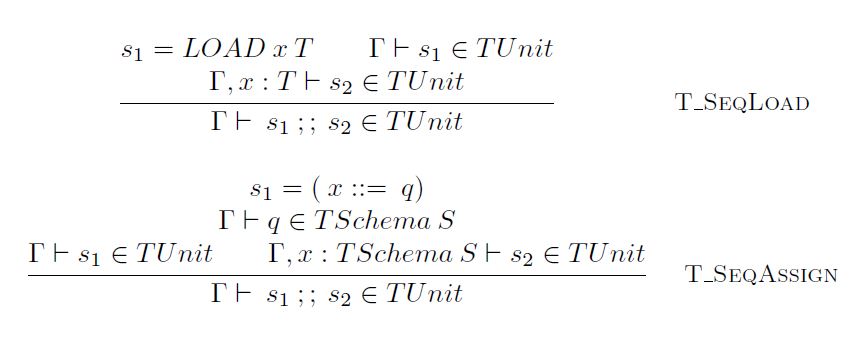 s₁ = LOAD x T Γ ⊢ s₁ ∈ TUnit
Γ, x : T ⊢ s₂ ∈ TUnit
Γ ⊢ s₁ ; ; s₂ ∈ TUnit
T_SeqLoad
s₁ = ( x ::= q)
Γ ⊢ q ∈ TSchema S
Γ ⊢ s₁ ∈ TUnit Γ, x : TSchema S ⊢ s₂ ∈ TUnit
Γ ⊢ s₁ ; ; s₂ ∈ TUnit
T_SeqAssign